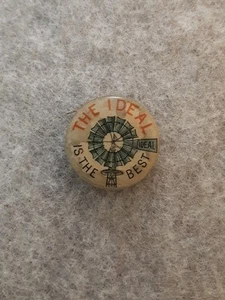 THE IDEAL
IDEAL
IS THE BEST